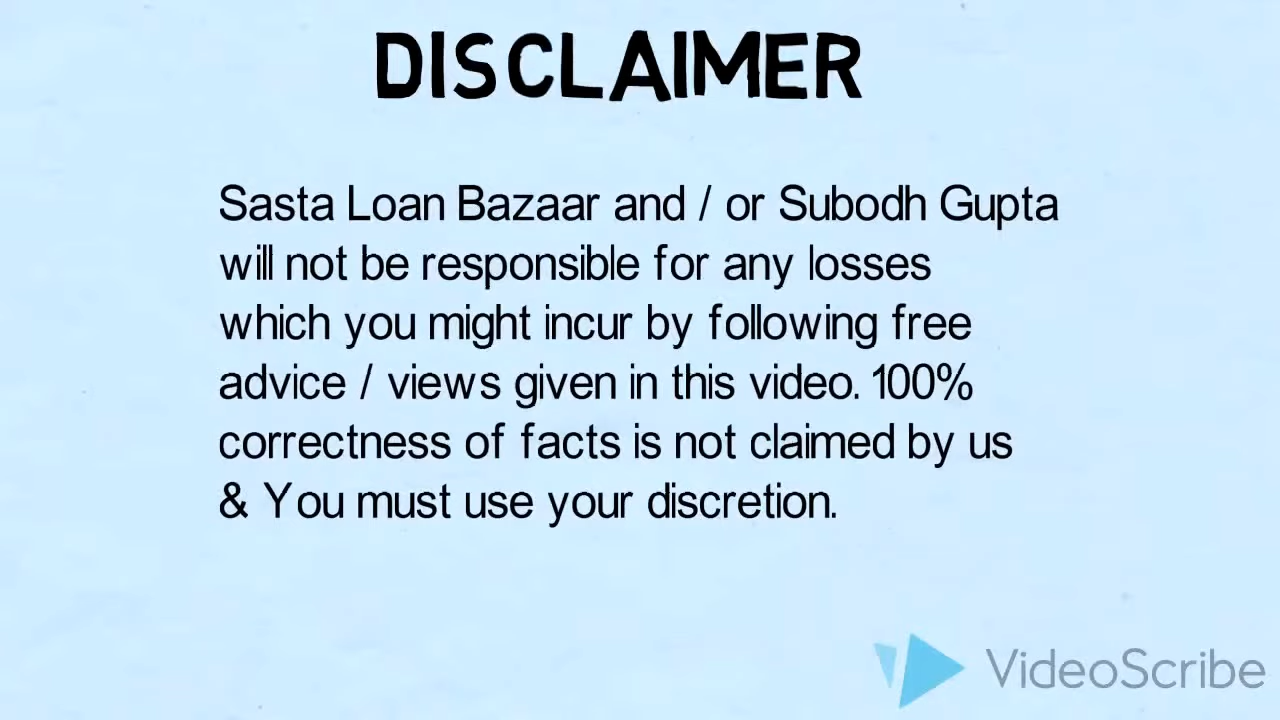 DISCLAIMER
Sasta Loan Bazaar and / or Subodh Gupta
will not be responsible for any losses
which you might incur by following free
advice / views given in this video. 100%
correctness of facts is not claimed by us
& You must use your discretion.
VideoScribe